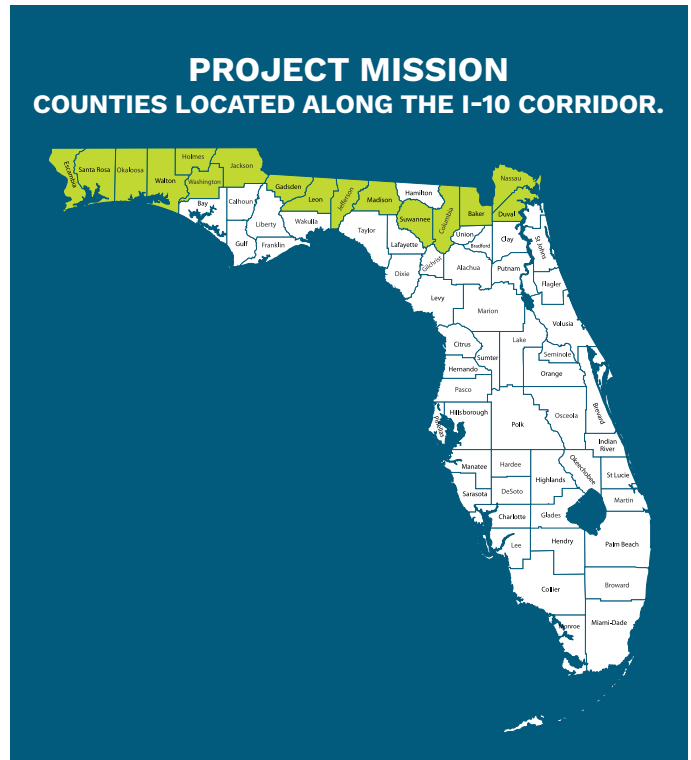 PROJECT MISSION
COUNTIES LOCATED ALONG THE I-10 CORRIDOR.
Escambia
Santa Rosa
Okaloosa
Walton
Holmes
Washington
Jackson
Bay
Calhoun
Gulf
Liberty
Franklin
Gadsden
Leon
Wakulla
Jefferson
Madison
Taylor
Hamilton
Suwannee
Lafayette
Dixie
Columbia
Gilchrist
Baker
Union
Bradford
Nassau
Duval
Clay
St Johns
Alachua
Putnam
Flagler
Levy
Marion
Volusia
Citrus
Sumter
Lake
Seminole
Hernando
Orange
Pasco
Hillsborough
Pinellas
Polk
Osceola
Brevard
Indian
River
Manatee
Hardee
Highlands
Okeechobee
St Lucie
Sarasota
DeSoto
Martin
Charlotte
Glades
Lee
Hendry
Palm Beach
Collier
Broward
Monroe
Miami-Dade